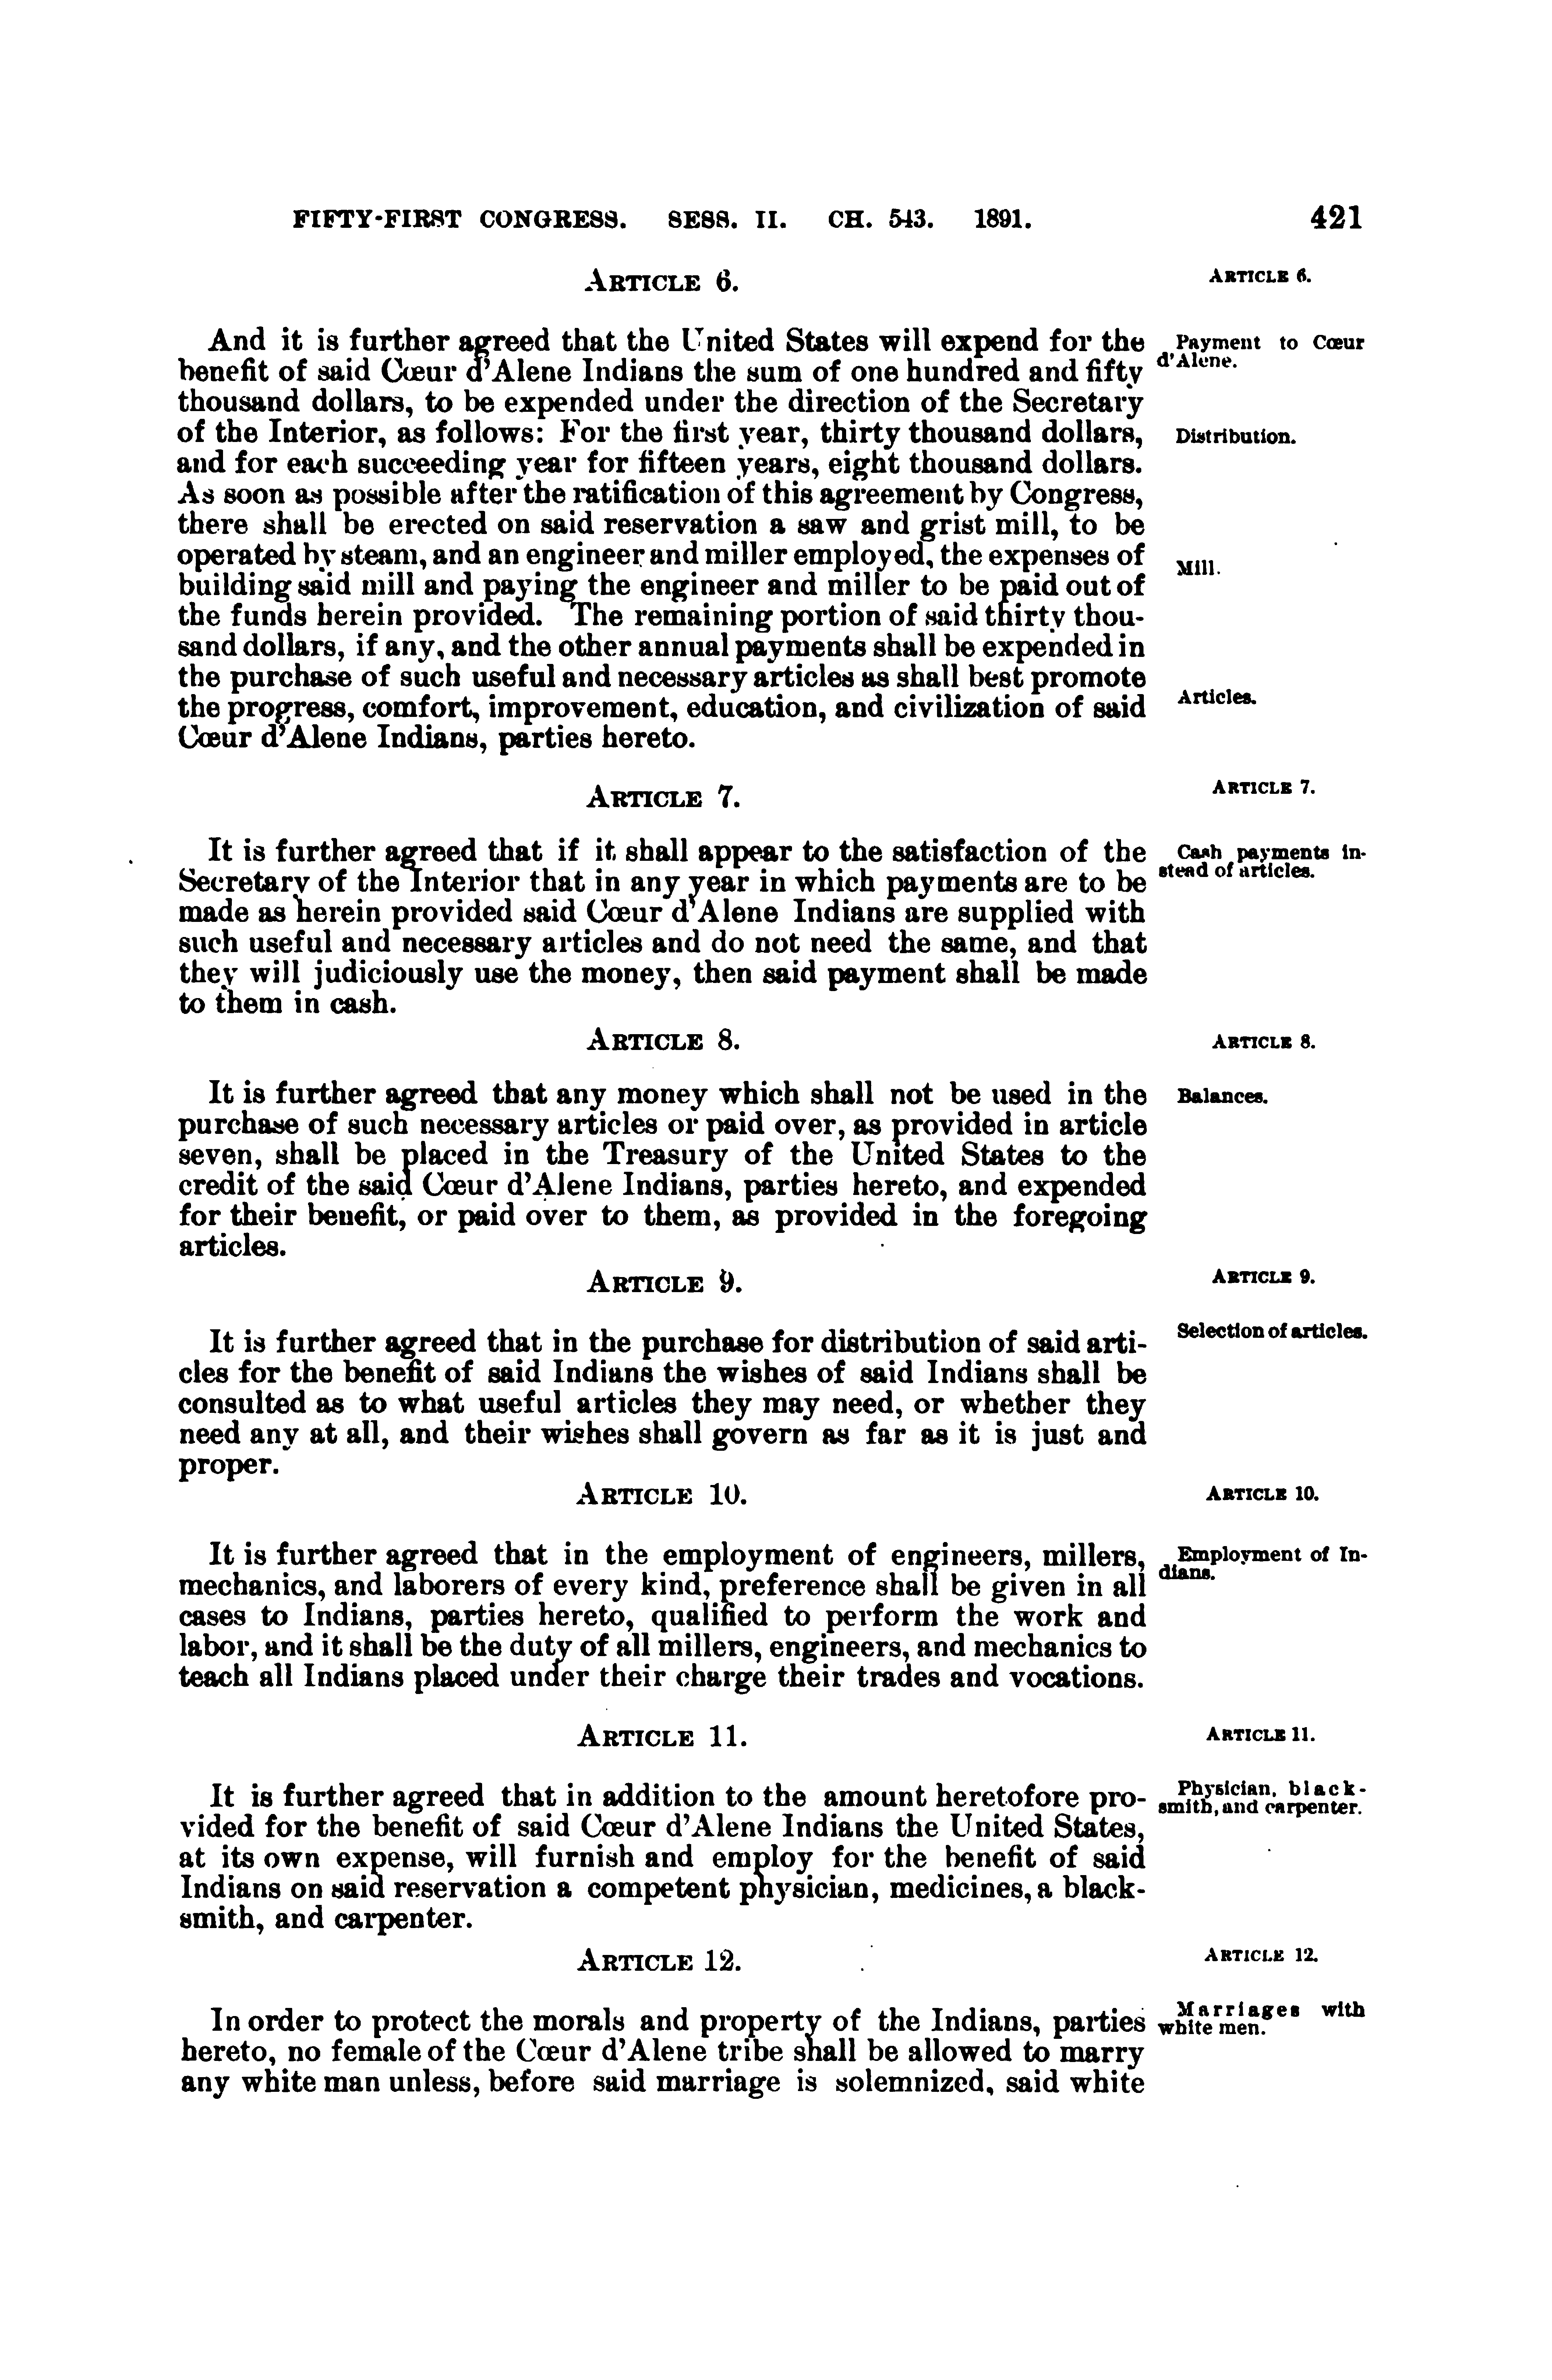 FIFTY-FIRST CONGRESS. SESS. II. CH. 543. 1891. 421
ARTICLE 6.
ARTICLE 6.
And it is further agreed that the United States will expend for the
benefit of said Cœur d'Alene Indians the sum of one hundred and fifty
thousand dollars, to be expended under the direction of the Secretary
of the Interior, as follows: For the first year, thirty thousand dollars,
and for each succeeding year for fifteen years, eight thousand dollars.
As soon as possible after the ratification of this agreement by Congress,
there shall be erected on said reservation a saw and grist mill, to be
operated by steam, and an engineer and miller employed, the expenses of
building said mill and paying the engineer and miller to be paid out of
the funds herein provided. The remaining portion of said thirty thou-
sand dollars, if any, and the other annual payments shall be expended in
the purchase of such useful and necessary articles as shall best promote
the progress, comfort, improvement, education, and civilization of said
Cœur d'Alene Indians, parties hereto.
Payment to Cœur
d'Alene.
Distribution.
Mill.
Articles.
ARTICLE 7.
ARTICLE 7.
It is further agreed that if it shall appear to the satisfaction of the
Secretary of the Interior that in any year in which payments are to be
made as herein provided said Cœur d'Alene Indians are supplied with
such useful and necessary articles and do not need the same, and that
they will judiciously use the money, then said payment shall be made
to them in cash.
Cash payments in-
stead of articles.
ARTICLE 8.
ARTICLE 8.
It is further agreed that any money which shall not be used in the
purchase of such necessary articles or paid over, as provided in article
seven, shall be placed in the Treasury of the United States to the
credit of the said Cœur d'Alene Indians, parties hereto, and expended
for their benefit, or paid over to them, as provided in the foregoing
articles.
Balances.
ARTICLE 9.
ARTICLE 9.
It is further agreed that in the purchase for distribution of said arti-
cles for the benefit of said Indians the wishes of said Indians shall be
consulted as to what useful articles they may need, or whether they
need any at all, and their wishes shall govern as far as it is just and
proper.
Selection of articles.
ARTICLE 10.
ARTICLE 10.
It is further agreed that in the employment of engineers, millers,
mechanics, and laborers of every kind, preference shall be given in all
cases to Indians, parties hereto, qualified to perform the work and
labor, and it shall be the duty of all millers, engineers, and mechanics to
teach all Indians placed under their charge their trades and vocations.
Employment of In-
dians.
ARTICLE 11.
ARTICLE 11.
It is further agreed that in addition to the amount heretofore pro-
vided for the benefit of said Cœur d'Alene Indians the United States,
at its own expense, will furnish and employ for the benefit of said
Indians on said reservation a competent physician, medicines, a black-
smith, and carpenter.
Physician, black-
smith, and carpenter.
ARTICLE 12.
ARTICLE 12.
In order to protect the morals and property of the Indians, parties
hereto, no female of the Cœur d'Alene tribe shall be allowed to marry
any white man unless, before said marriage is solemnized, said white
Marriages with
white men.